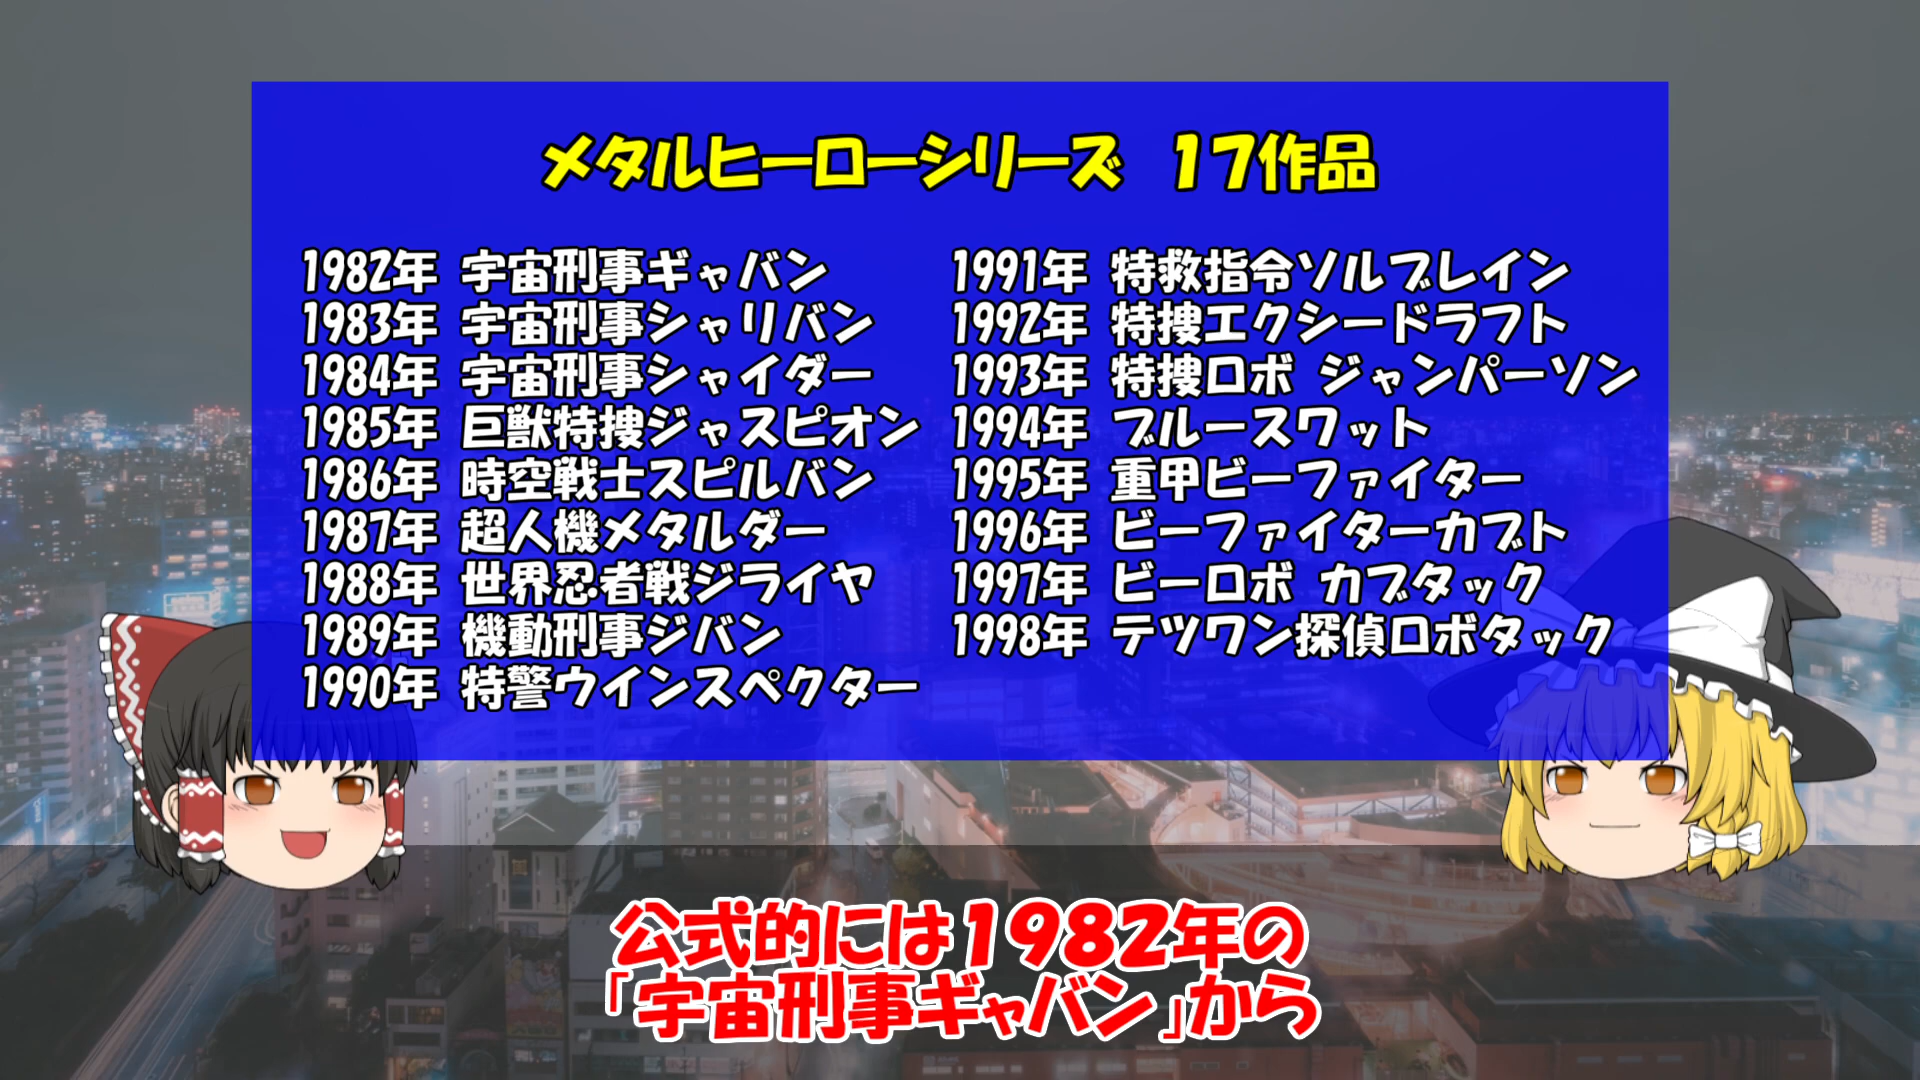 メタルヒーローシリーズ　17作品
1982年 宇宙刑事ギャバン
1983年 宇宙刑事シャリバン
1984年 宇宙刑事シャイダー
1985年 巨獣特捜ジャスピオン
1986年 時空戦士スピルバン
1987年 超人機メタルダー
1988年 世界忍者戦ジライヤ
1989年 機動刑事ジバン
1990年 特警ウインスペクター
1991年 特救指令ソルブレイン
1992年 特捜エクシードラフト
1993年 特捜ロボ ジャンパーソン
1994年 ブルースワット
1995年 重甲ビーファイター
1996年 ビーファイターカブト
1997年 ビーロボ カブタック
1998年 テツワン探偵ロボタック
公式的には1982年の
「宇宙刑事ギャバン」から